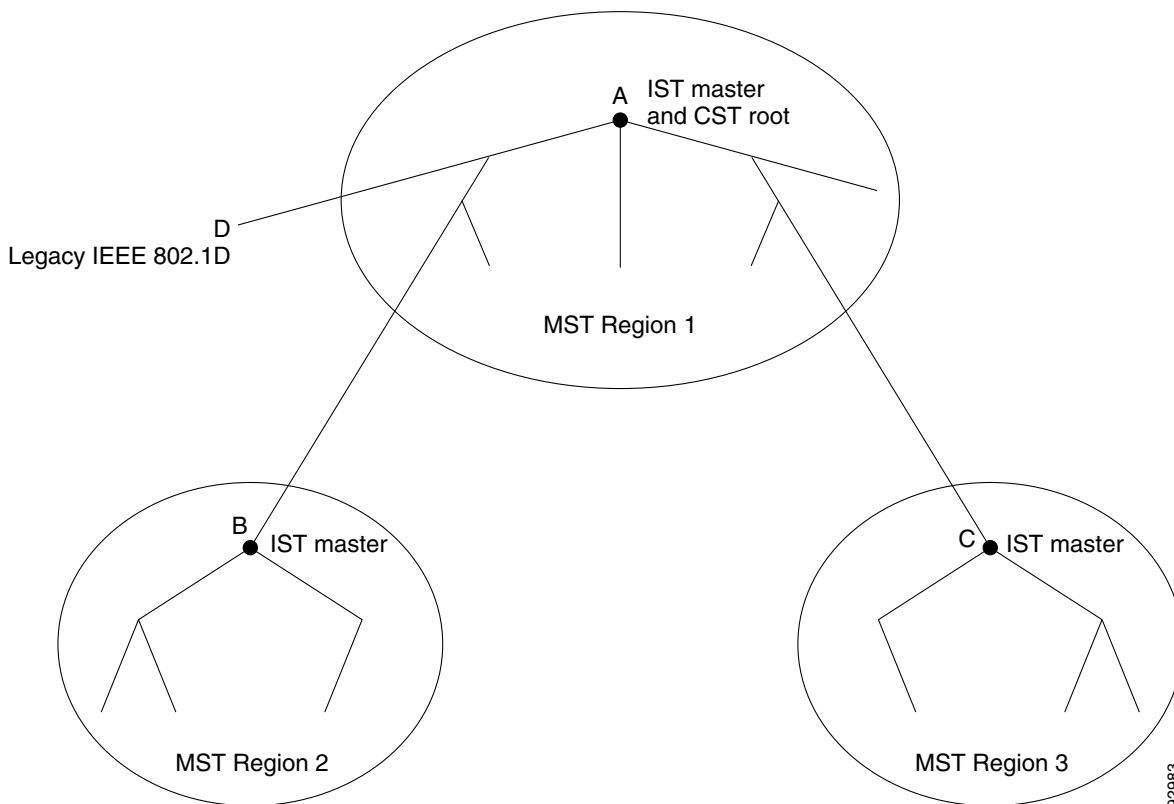 A
IST master
and CST root
D
Legacy IEEE 802.1D
MST Region 1
B
IST master
C
IST master
MST Region 2
MST Region 3